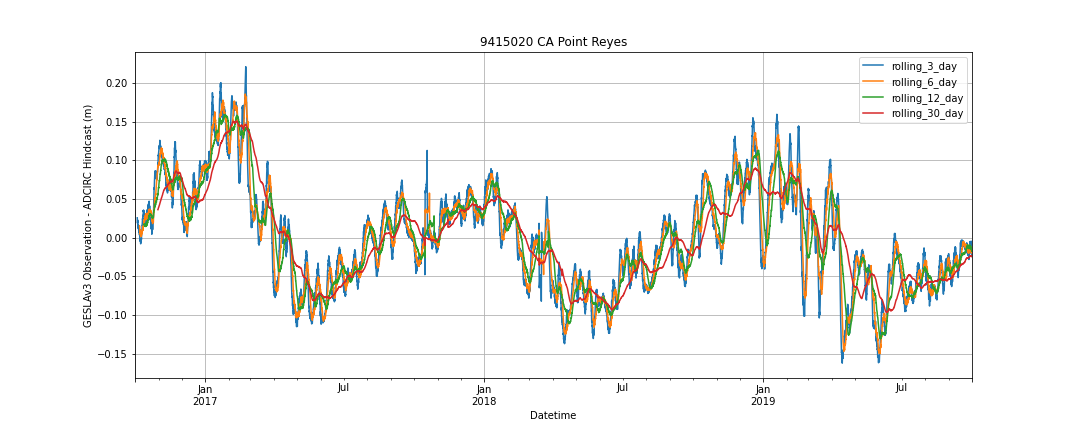 9415020 CA Point Reyes
rolling_3_day
rolling_6_day
rolling_12_day
rolling_30_day
GESLAv3 Observation - ADCIRC Hindcast (m)
0.20
0.15
0.10
0.05
0.00
−0.05
−0.10
−0.15
Jan Jul Jan Jul Jan Jul
2017 2018 2019
Datetime